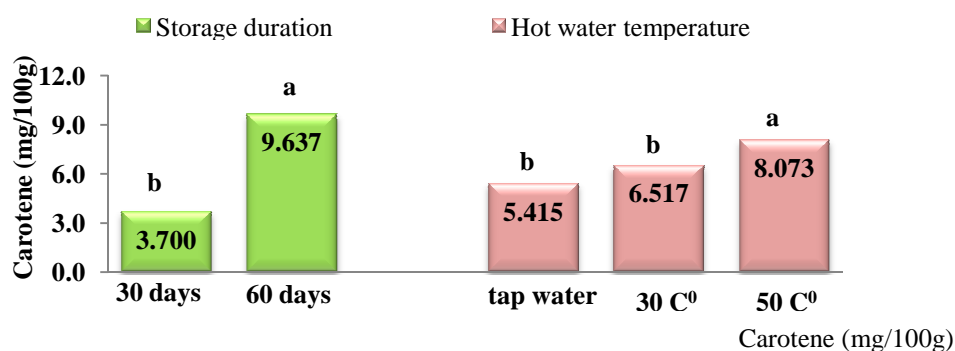 Storage duration Hot water temperature
Carotene (mg/100g)
12.0
9.0
6.0
3.0
0.0
b a b b a
3.700 9.637 5.415 6.517 8.073
30 days 60 days tap water 30 C⁰ 50 C⁰
Carotene (mg/100g)